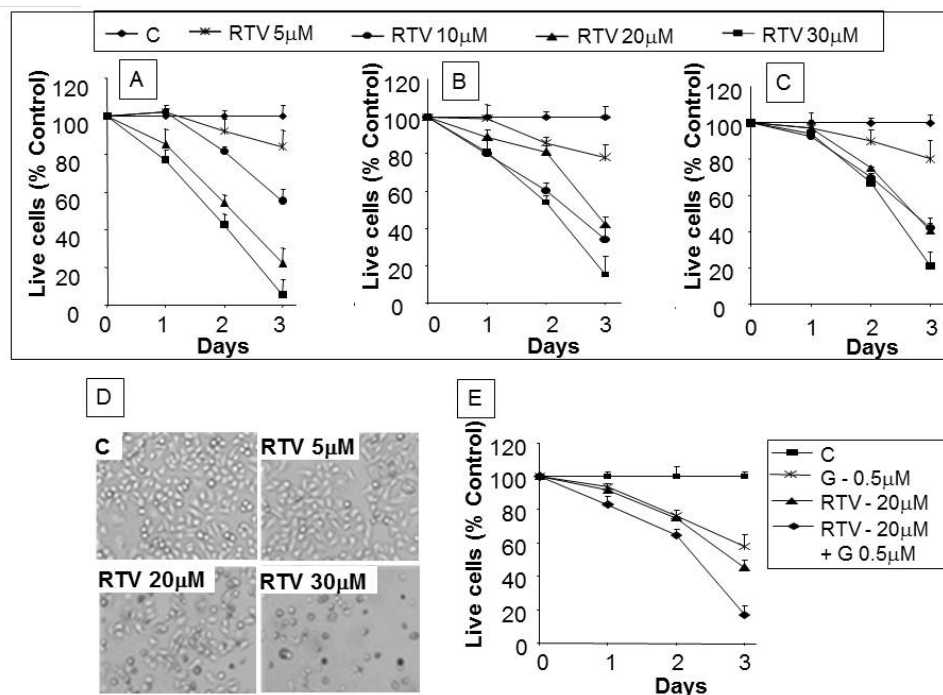 C RTV 5µM RTV 10µM RTV 20µM RTV 30µM
A
120
100
80
60
40
20
0
Live cells (% Control)
0 1 2 3
Days
B
120
100
80
60
40
20
0
Live cells (% Control)
0 1 2 3
Days
C
120
100
80
60
40
20
0
Live cells (% Control)
0 1 2 3
Days
D
C
RTV 5µM
RTV 20µM
RTV 30µM
E
120
100
80
60
40
20
0
Live cells (% Control)
0 1 2 3
Days
C
G - 0.5µM
RTV - 20µM
RTV - 20µM
+ G 0.5µM